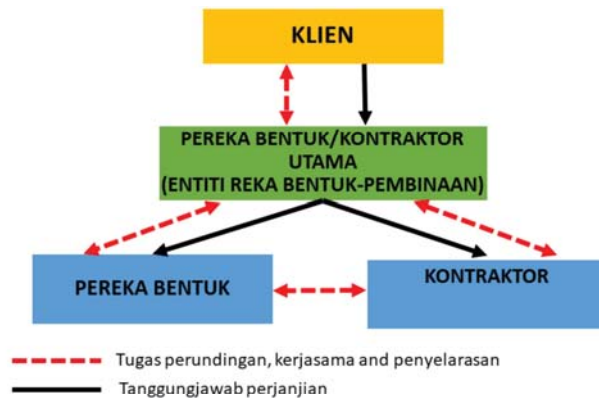 KLIEN
PEREKA BENTUK/KONTRAKTOR
UTAMA
(ENTITI REKA BENTUK-PEMBINAAN)
PEREKA BENTUK
KONTRAKTOR
Tugas perundingan, kerjasama and penyelarasan
Tanggungjawab perjanjian